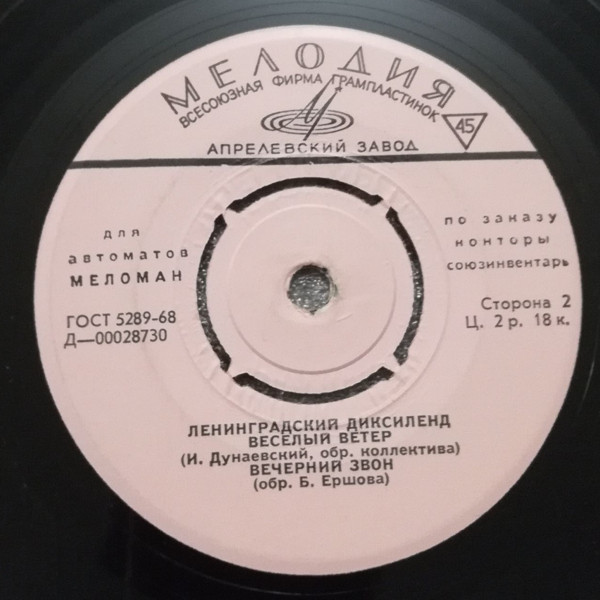 МЕЛОДИЯ
ВСЕСОЮЗНАЯ ФИРМА ГРАМПЛАСТИНОК
45
АПРЕЛЕВСКИЙ ЗАВОД
для
автоматов
МЕЛОМАН
по заказу
конторы
союзинвентарь
ГОСТ 5289-68
Д—00028730
Сторона 2
Ц. 2 р. 18 к.
ЛЕНИНГРАДСКИЙ ДИКСИЛЕНД
ВЕСЕЛЫЙ ВЕТЕР
(И. Дунаевский, обр. коллектива)
ВЕЧЕРНИЙ ЗВОН
(обр. Б. Ершова)